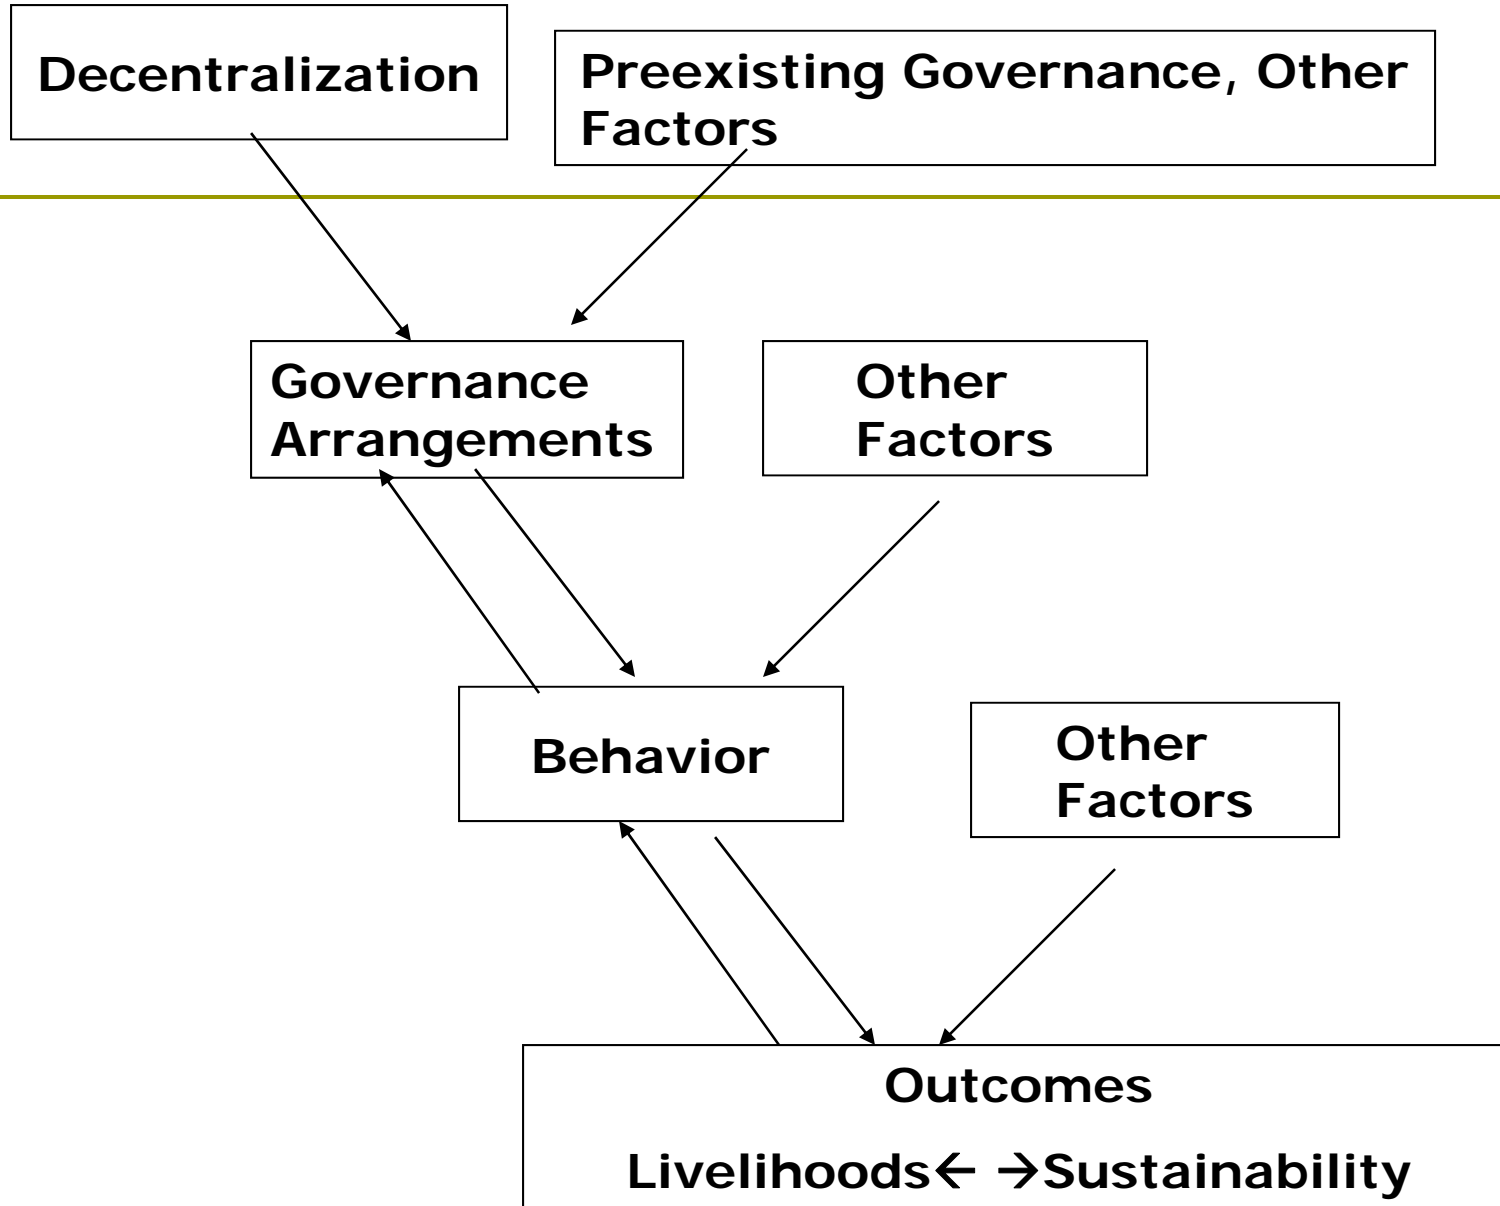 Decentralization
Preexisting Governance, Other
Factors
Governance
Arrangements
Other
Factors
Behavior
Other
Factors
Outcomes
Livelihoods← →Sustainability